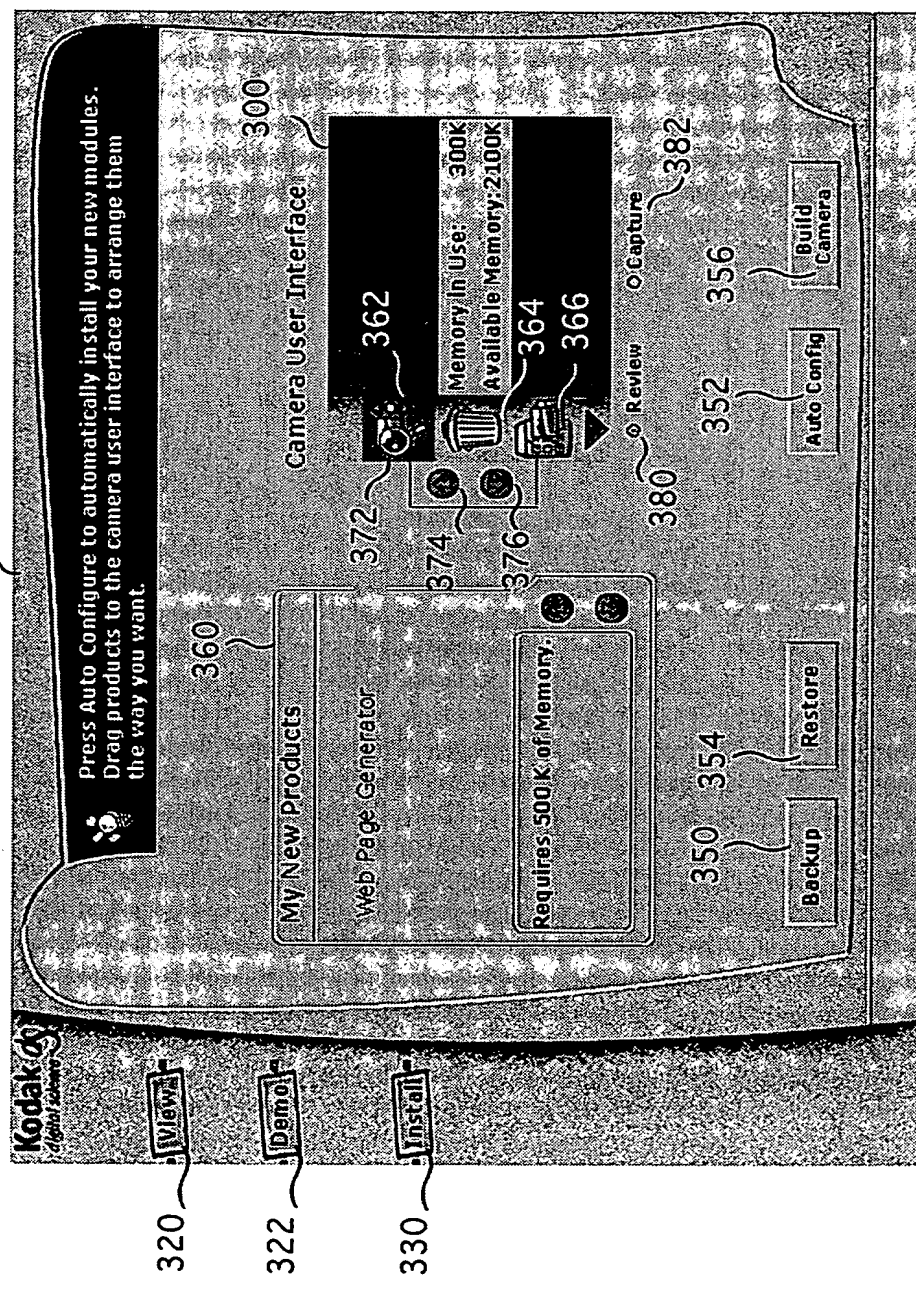 Kodak ds
digital science
Press Auto Configure to automatically install your new modules.
Drag products to the camera user interface to arrange them
the way you want.
320
View
322
Demo
330
Install
360
My New Products
Web Page Generator
Requires 500 K of Memory.
300
Camera User Interface
362
372
374
376
Memory In Use: 300K
Available Memory:2100K
364
366
380
Review
Capture
382
350
Backup
354
Restore
352
Auto Config
356
Build
Camera